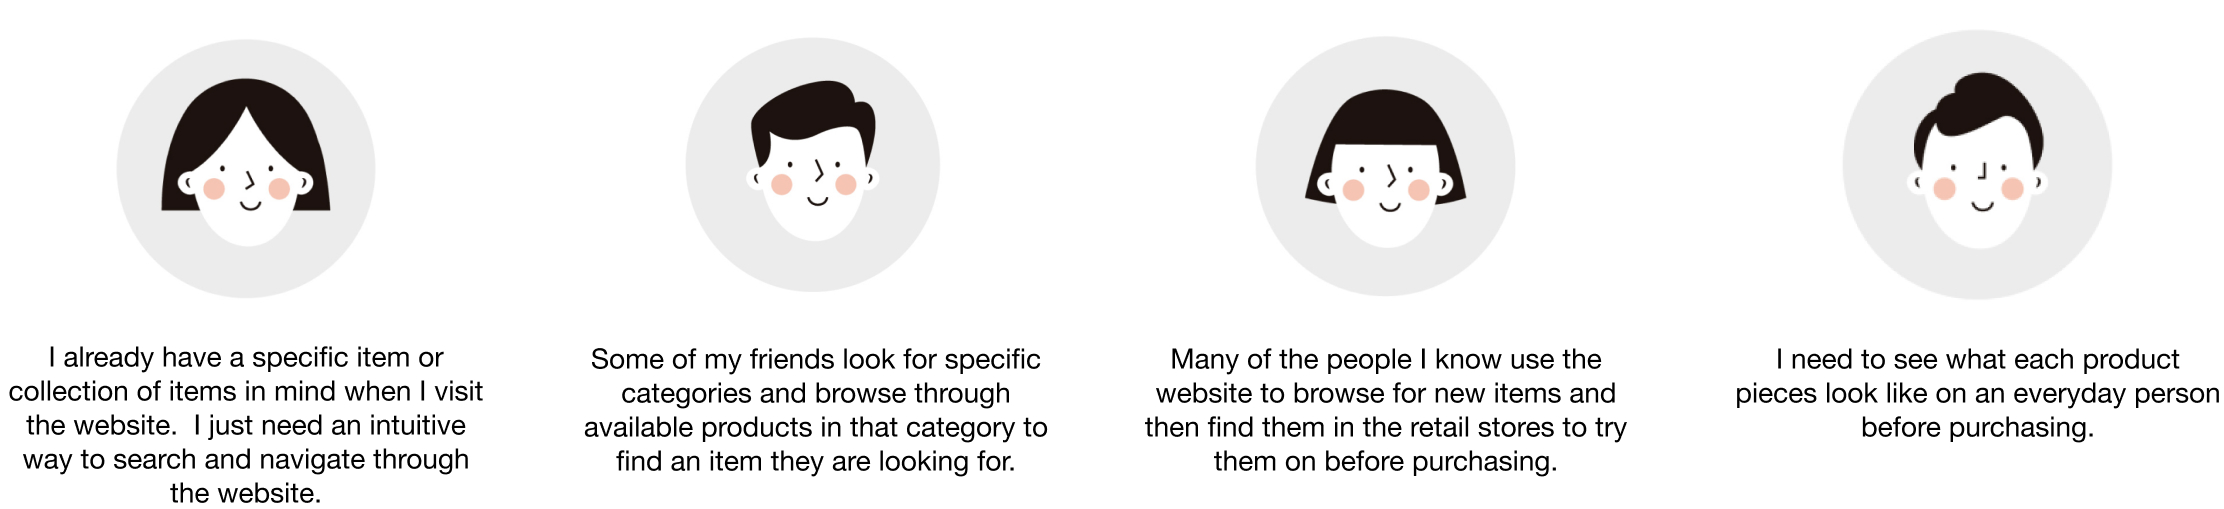 I already have a specific item or
collection of items in mind when I visit
the website.  I just need an intuitive
way to search and navigate through
the website.
Some of my friends look for specific
categories and browse through
available products in that category to
find an item they are looking for.
Many of the people I know use the
website to browse for new items and
then find them in the retail stores to try
them on before purchasing.
I need to see what each product
pieces look like on an everyday person
before purchasing.